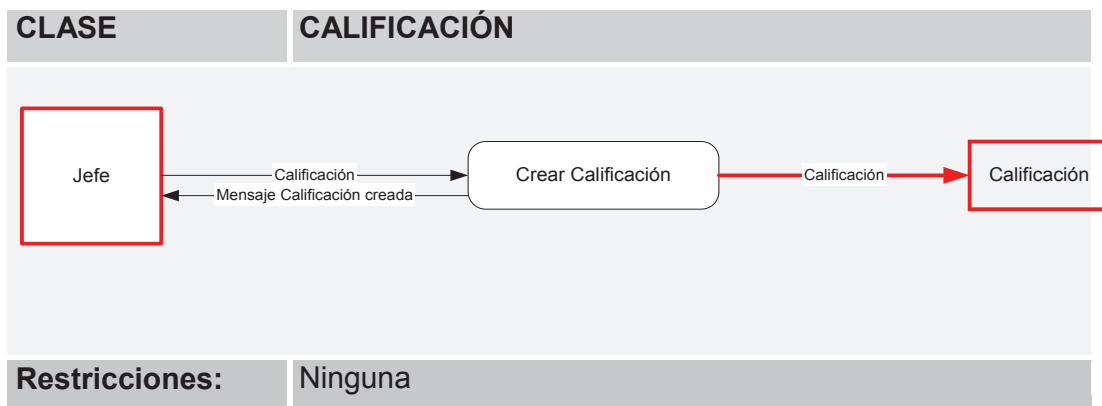 CLASE CALIFICACIÓN
Jefe
Calificación
Mensaje Calificación creada
Crear Calificación
Calificación
Calificación
Restricciones: Ninguna